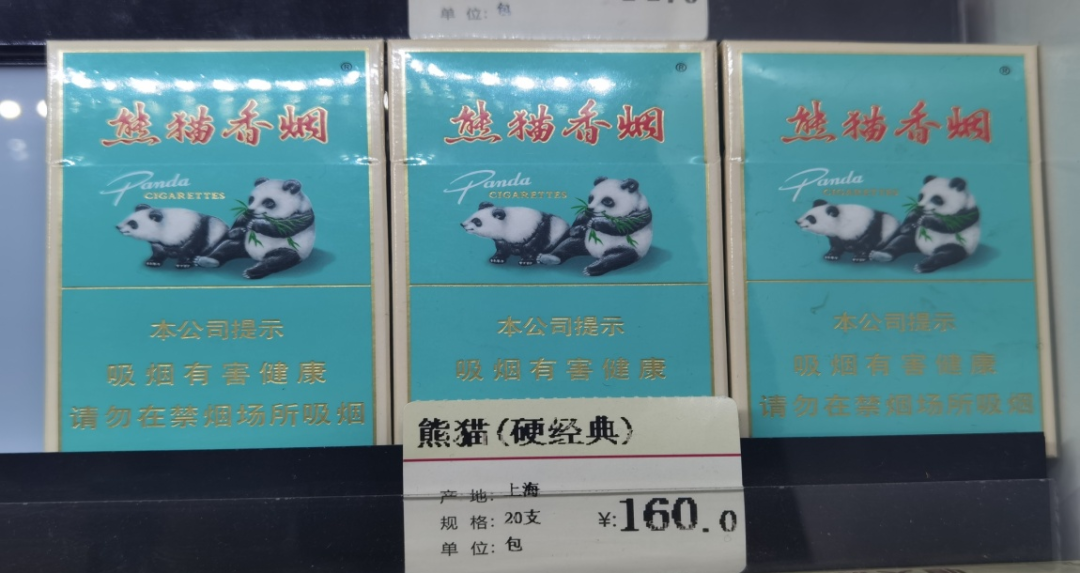 单 位: 包
熊猫香烟
®
Panda
CIGARETTES
本公司提示
吸烟有害健康
请勿在禁烟场所吸烟
熊猫香烟
®
Panda
CIGARETTES
本公司提示
吸烟有害健康
熊猫香烟
®
Panda
CIGARETTES
本公司提示
吸烟有害健康
请勿在禁烟场所吸烟
熊猫(硬经典)
产 地: 上海
规 格: 20支
¥:160.0
单 位: 包